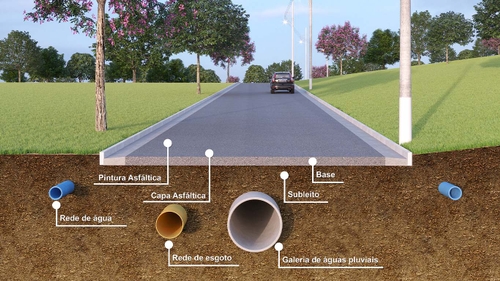 Pintura Asfáltica
Capa Asfáltica
Base
Subleito
Rede de água
Rede de esgoto
Galeria de águas pluviais